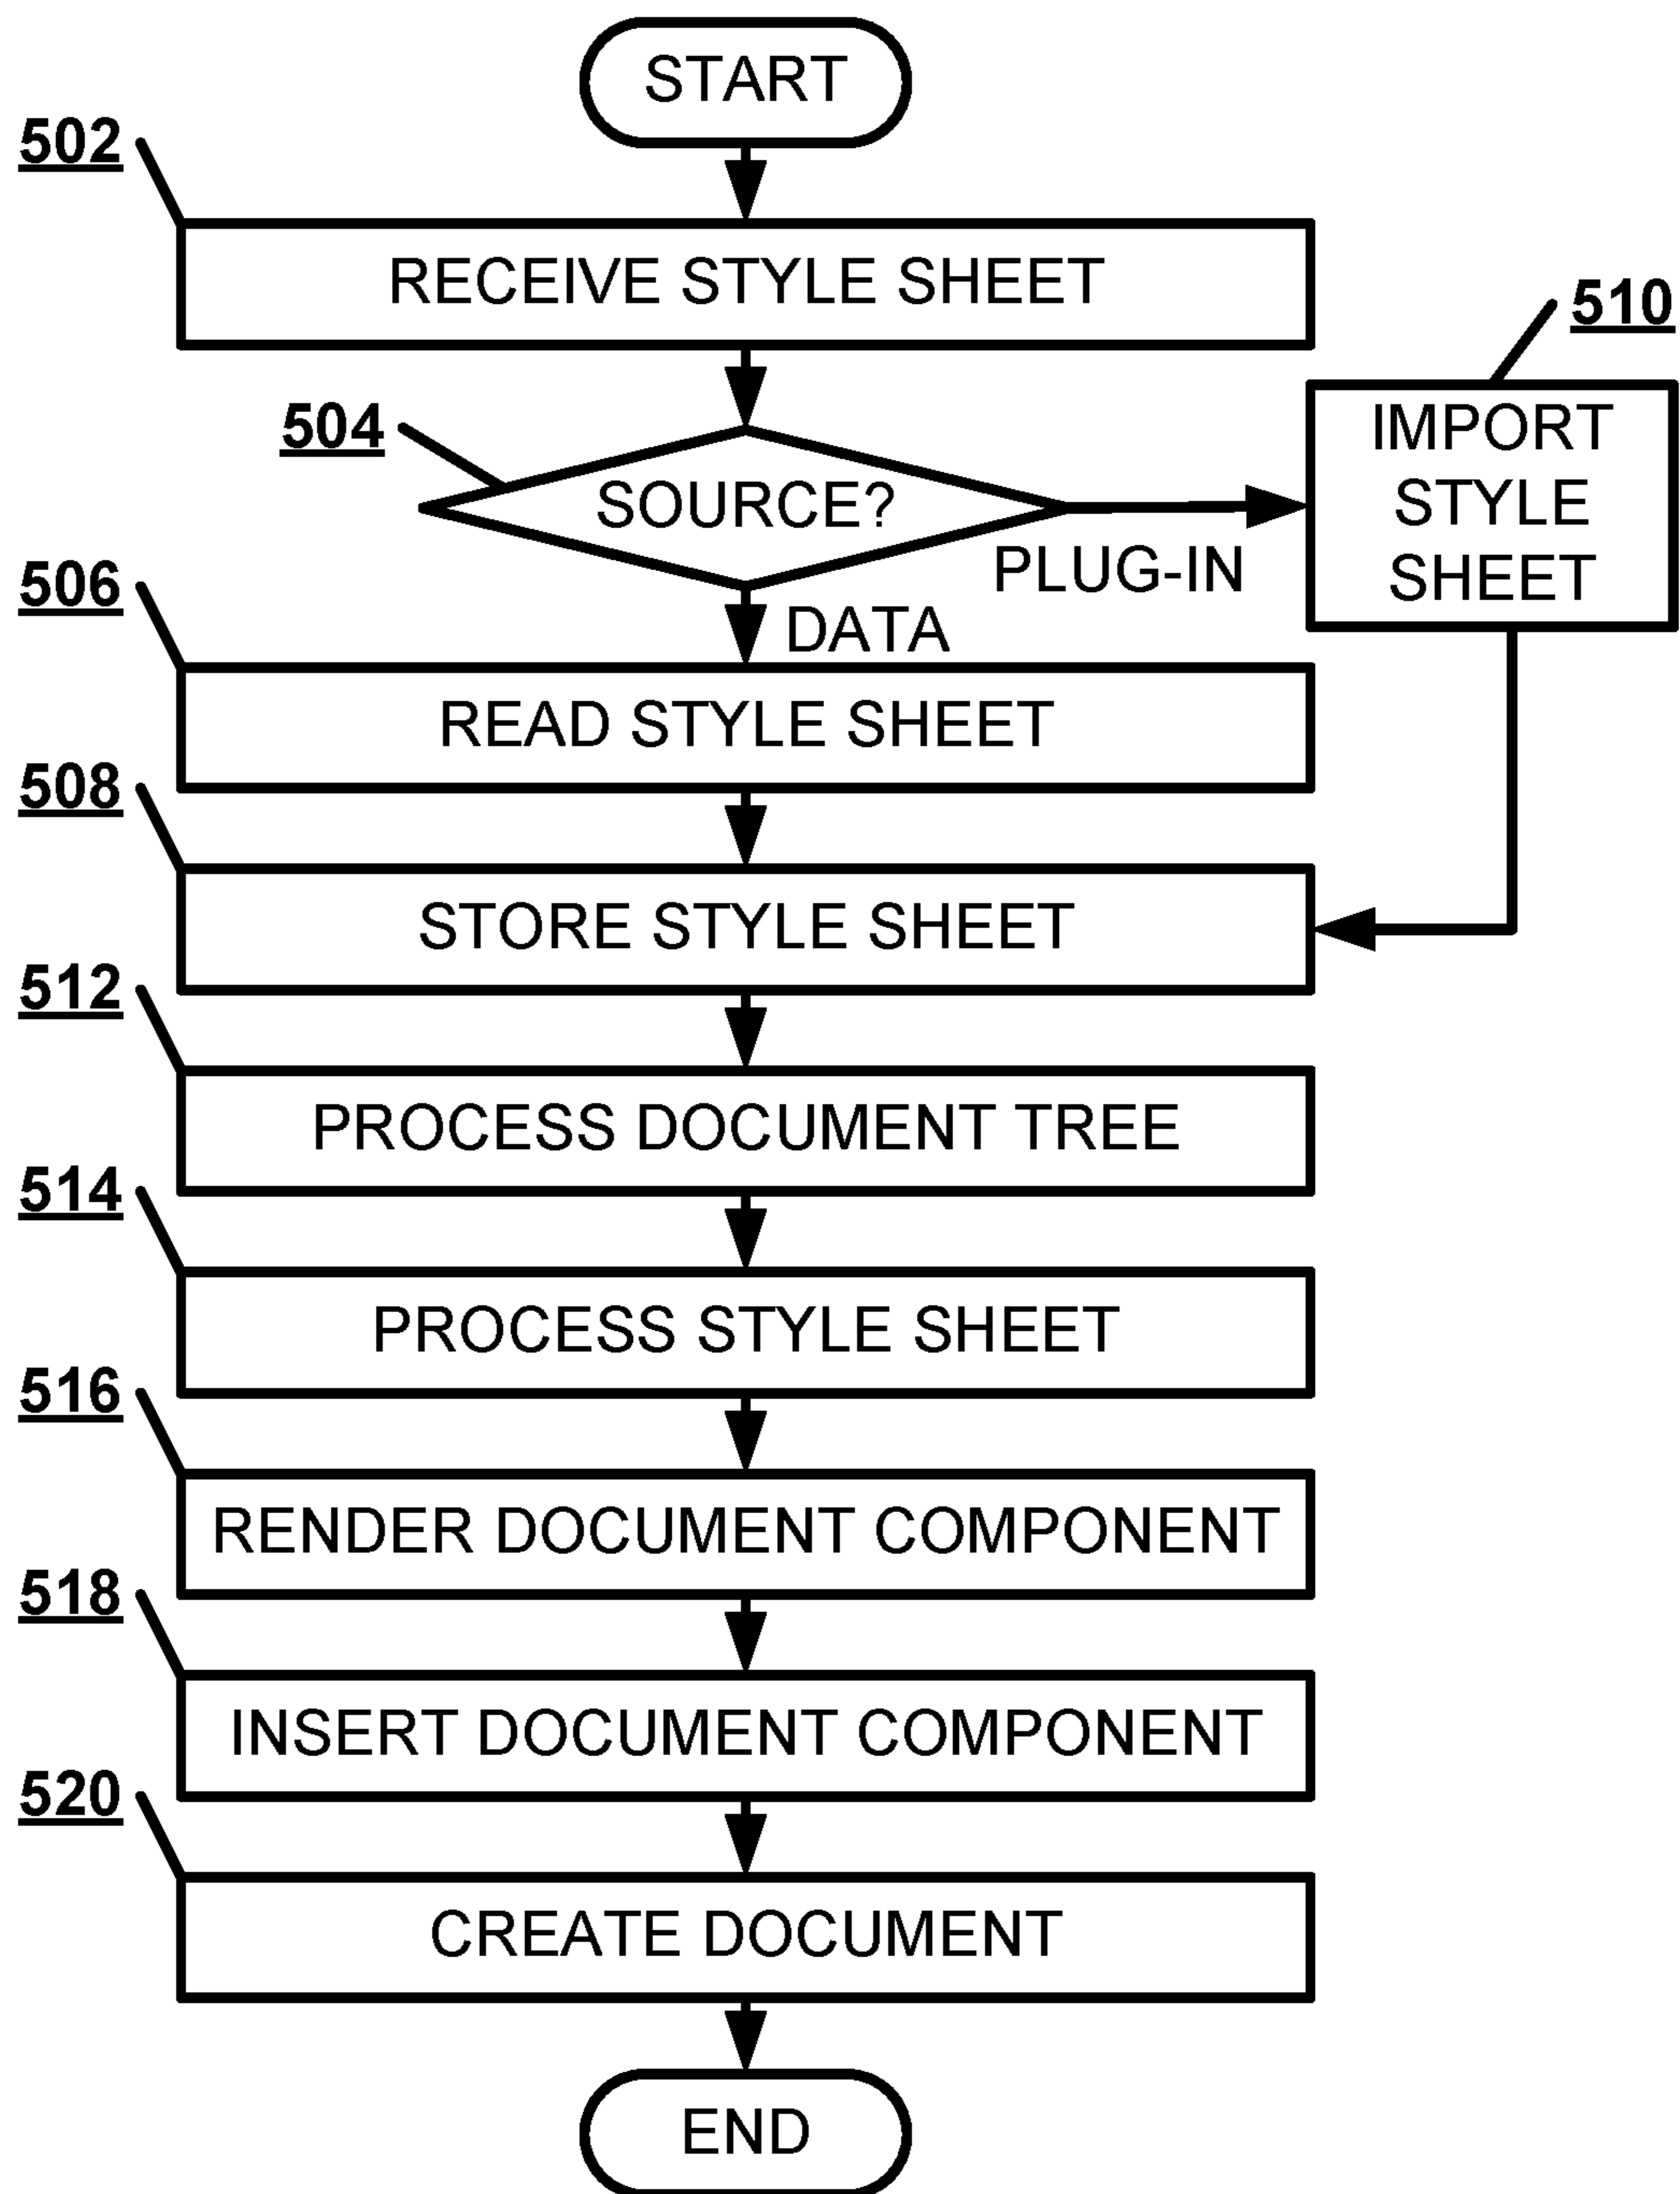 START
502
RECEIVE STYLE SHEET
510
IMPORT
STYLE
SHEET
504
SOURCE?
PLUG-IN
DATA
506
READ STYLE SHEET
508
STORE STYLE SHEET
512
PROCESS DOCUMENT TREE
514
PROCESS STYLE SHEET
516
RENDER DOCUMENT COMPONENT
518
INSERT DOCUMENT COMPONENT
520
CREATE DOCUMENT
END